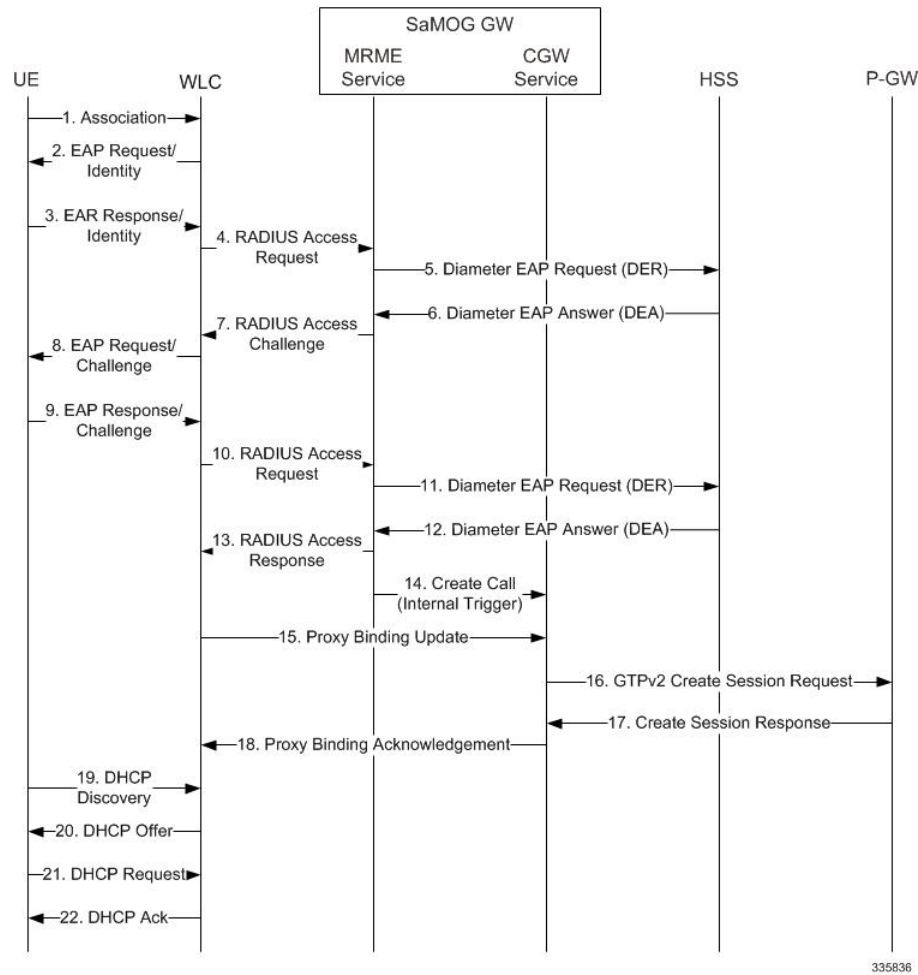 SaMOG GW
MRME
Service
CGW
Service
UE
WLC
HSS
P-GW
1. Association
2. EAP Request/
Identity
3. EAR Response/
Identity
4. RADIUS Access
Request
5. Diameter EAP Request (DER)
6. Diameter EAP Answer (DEA)
7. RADIUS Access
Challenge
8. EAP Request/
Challenge
9. EAP Response/
Challenge
10. RADIUS Access
Request
11. Diameter EAP Request (DER)
12. Diameter EAP Answer (DEA)
13. RADIUS Access
Response
14. Create Call
(Internal Trigger)
15. Proxy Binding Update
16. GTPv2 Create Session Request
17. Create Session Response
18. Proxy Binding Acknowledgement
19. DHCP
Discovery
20. DHCP Offer
21. DHCP Request
22. DHCP Ack
335836